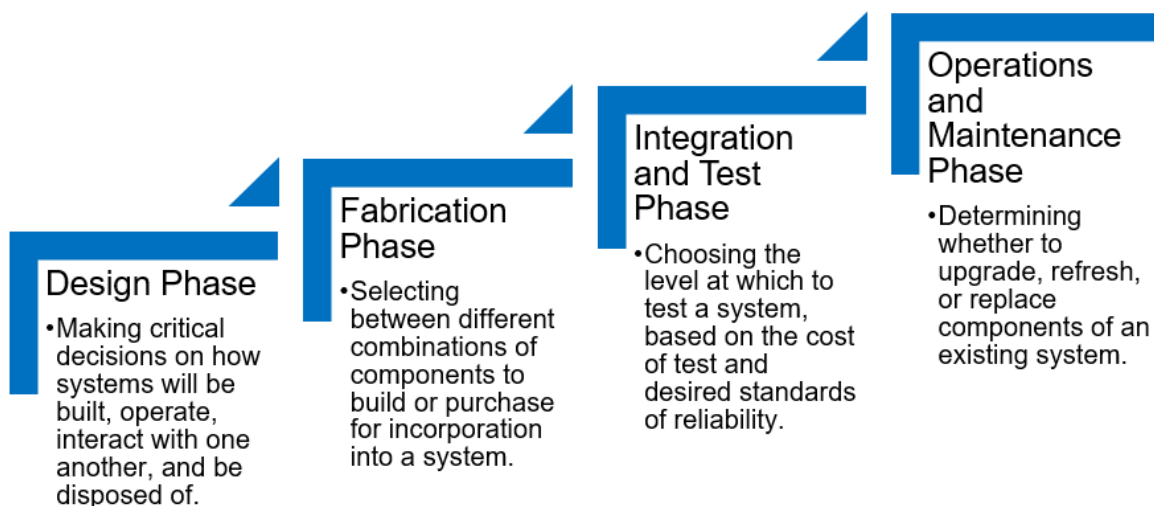 Design Phase
•Making critical
decisions on how
systems will be
built, operate,
interact with one
another, and be
disposed of.
Fabrication
Phase
•Selecting
between different
combinations of
components to
build or purchase
for incorporation
into a system.
Integration
and Test
Phase
•Choosing the
level at which to
test a system,
based on the cost
of test and
desired standards
of reliability.
Operations
and
Maintenance
Phase
•Determining
whether to
upgrade, refresh,
or replace
components of an
existing system.